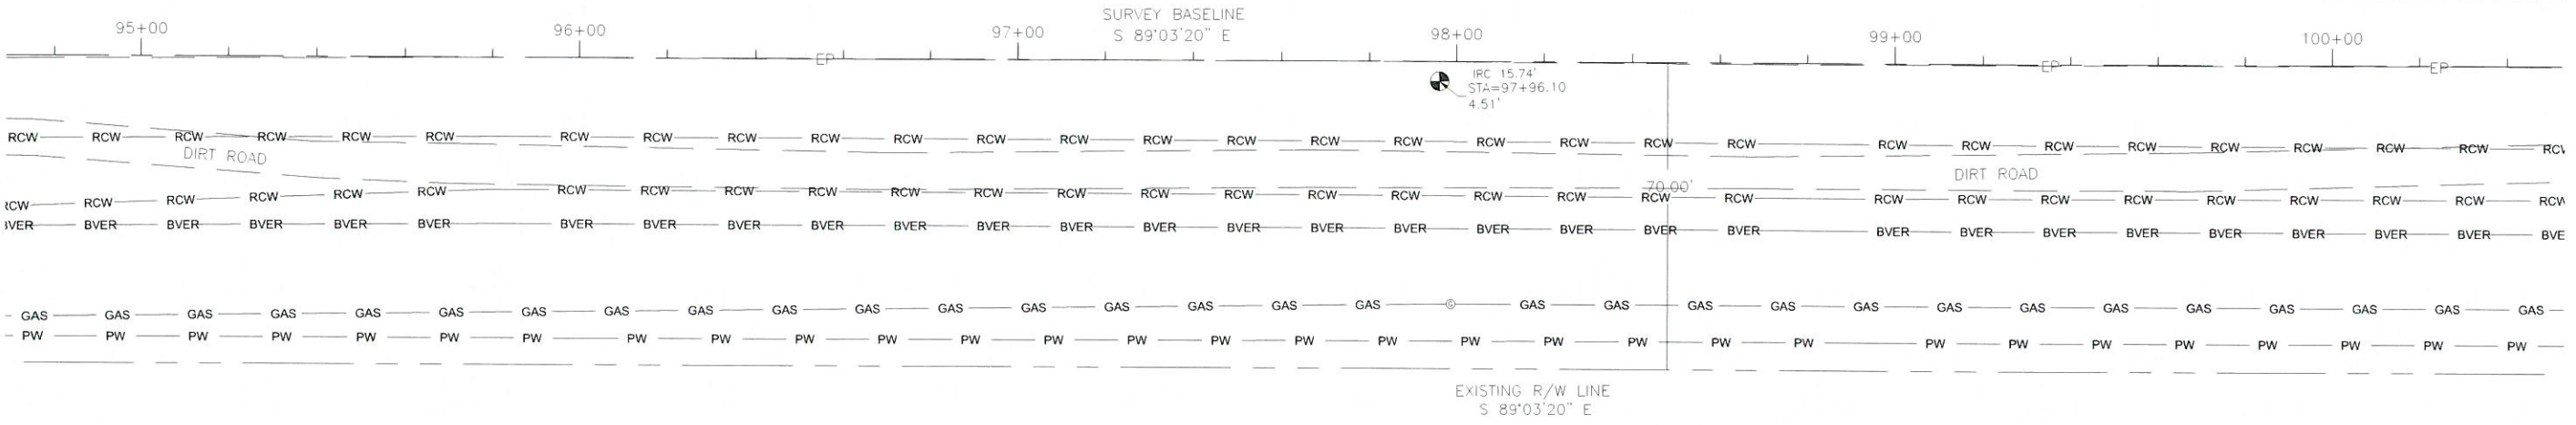 SURVEY BASELINE
S 89°03'20" E
95+00 96+00 97+00 98+00 99+00 100+00
EP EP EP
IRC 15.74'
STA=97+96.10
4.51'
RCW RCW RCW RCW RCW RCW RCW RCW RCW RCW RCW RCW RCW RCW RCW RCW RCW RCW RCW RCW RCW RCW RCW RCW RCW RCW RCW RCW RCW RCW
DIRT ROAD
DIRT ROAD
70.00'
RCW RCW RCW RCW RCW RCW RCW RCW RCW RCW RCW RCW RCW RCW RCW RCW RCW RCW RCW RCW RCW RCW RCW RCW RCW RCW RCW RCW RCW RCW
BVER BVER BVER BVER BVER BVER BVER BVER BVER BVER BVER BVER BVER BVER BVER BVER BVER BVER BVER BVER BVER BVER BVER BVER BVER BVER BVER BVER BVE
GAS GAS GAS GAS GAS GAS GAS GAS GAS GAS GAS GAS GAS GAS GAS GAS GAS G GAS GAS GAS GAS GAS GAS GAS GAS GAS GAS GAS GAS GAS
PW PW PW PW PW PW PW PW PW PW PW PW PW PW PW PW PW PW PW PW PW PW PW PW PW PW PW PW PW PW
EXISTING R/W LINE
S 89°03'20" E